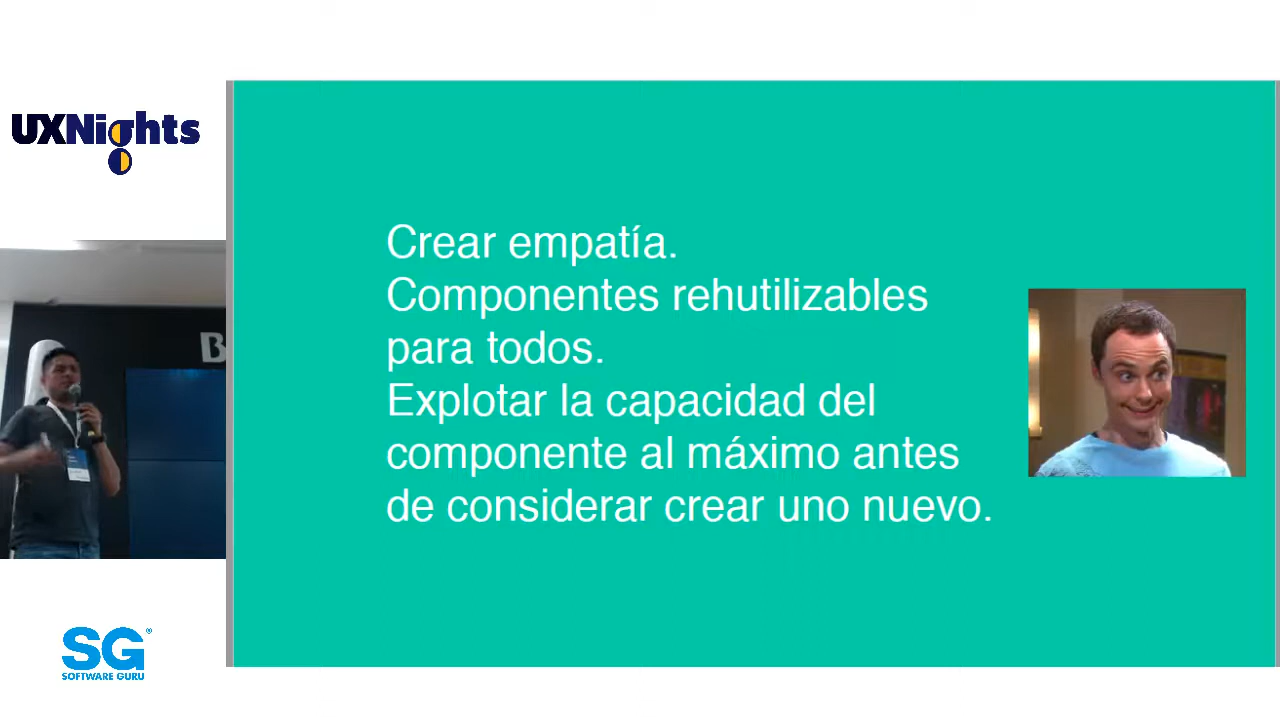 UXNights
Crear empatía.
Componentes rehutilizables
para todos.
Explotar la capacidad del
componente al máximo antes
de considerar crear uno nuevo.
B
SG®
SOFTWARE GURU